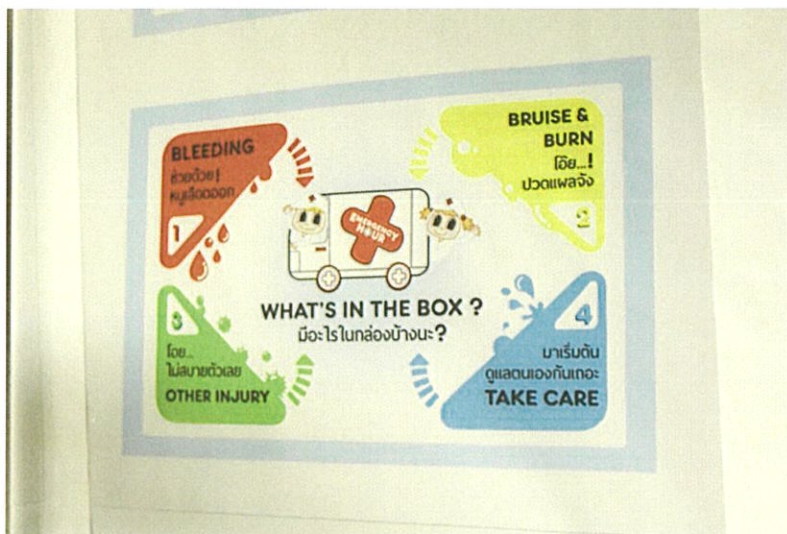 BLEEDING
ช่วยด้วย!
หนูเลือดออก
1
BRUISE &
BURN
โอ๊ย...!
ปวดแผลจัง
2
EMERGENCY
HOUR
WHAT'S IN THE BOX ?
มีอะไรในกล่องบ้างนะ?
3
โอย...
ไม่สบายตัวเลย
OTHER INJURY
4
มาเริ่มต้น
ดูแลตนเองกันเถอะ
TAKE CARE